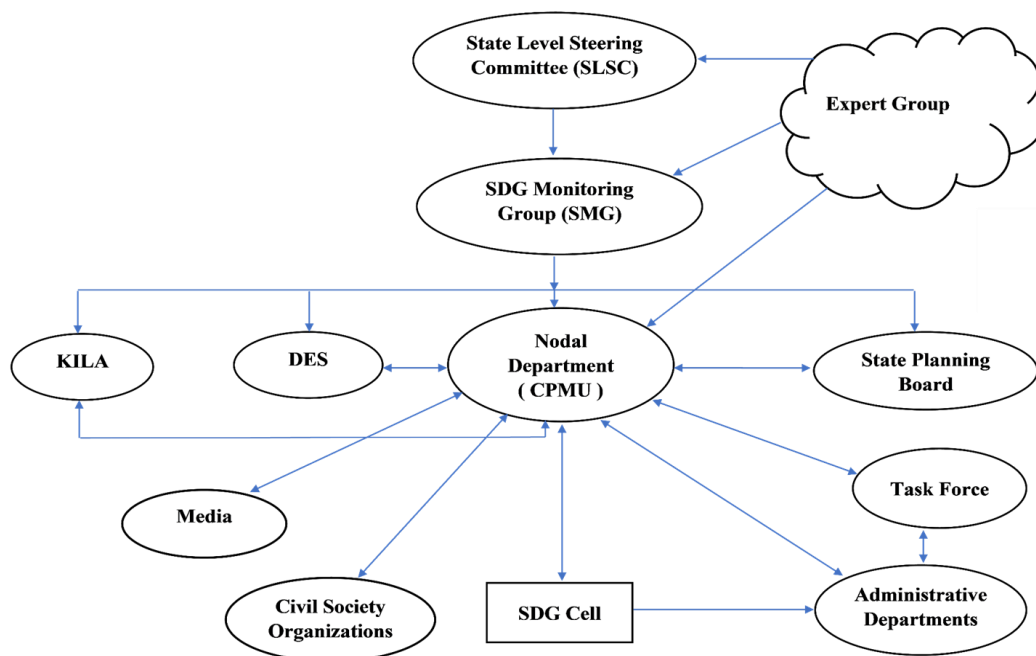 State Level Steering
Committee (SLSC)
Expert Group
SDG Monitoring
Group (SMG)
KILA
DES
Nodal
Department
( CPMU )
State Planning
Board
Task Force
Media
Civil Society
Organizations
SDG Cell
Administrative
Departments